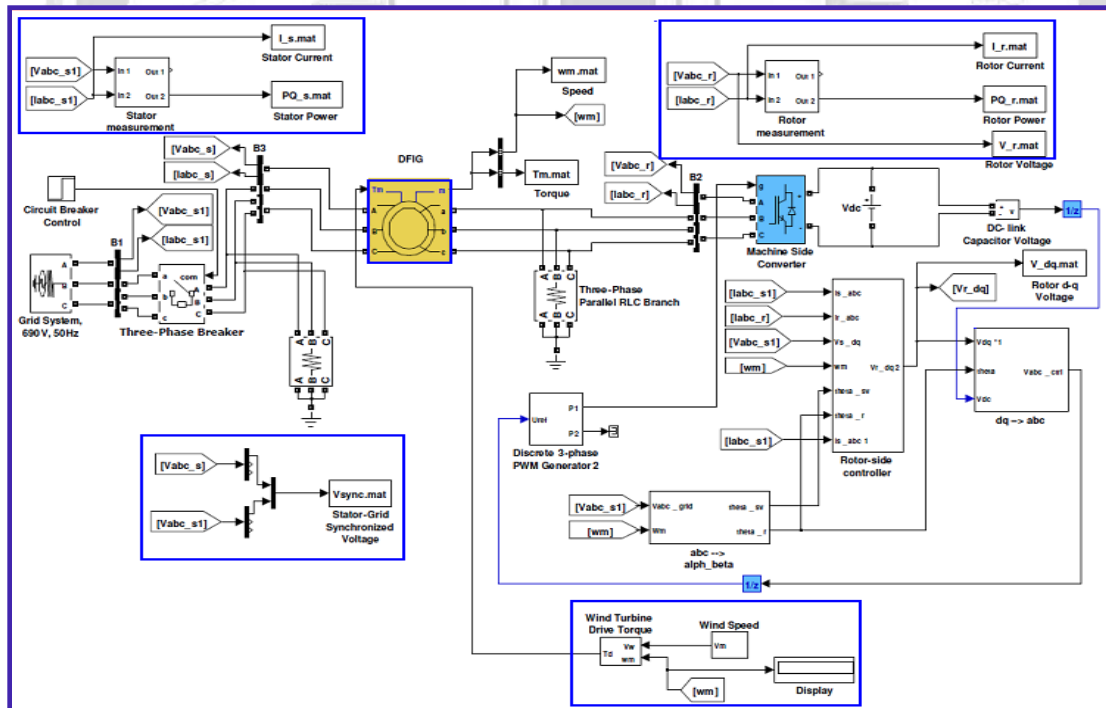 I_s.mat
Stator Current
[Vabc_s1]
[Iabc_s1]
In 1
Out 1
In 2
Out 2
Stator
measurement
PQ_s.mat
Stator Power
wm.mat
Speed
[wm]
Tm.mat
Torque
[Vabc_r]
[Iabc_r]
In 1
Out 1
In 2
Out 2
Rotor
measurement
I_r.mat
Rotor Current
PQ_r.mat
Rotor Power
V_r.mat
Rotor Voltage
B3
[Vabc_s]
[Iabc_s]
DFIG
Tm
m
A
a
B
b
C
c
Circuit Breaker
Control
[Vabc_s1]
[Iabc_s1]
B1
A
B
C
Grid System,
690V, 50Hz
com
a
A
b
B
c
C
Three-Phase Breaker
A B C
A B C
A B C
A B C
Three-Phase
Parallel RLC Branch
[Vabc_r]
[Iabc_r]
B2
g
A
B
C
+
-
Machine Side
Converter
Vdc
+
-
v
DC- link
Capacitor Voltage
1/z
V_dq.mat
Rotor d-q
Voltage
[Vr_dq]
[Iabc_s1]
[Iabc_r]
[Vabc_s1]
[wm]
[Iabc_s1]
Is_abc
Ir_abc
Vs_dq
wm
thesa_sv
thesa_r
Is_abc 1
Vr_dq 2
Rotor-side
controller
Vdq *1
thesa
Vdc
dq -> abc
Uref
P1
P2
Discrete 3-phase
PWM Generator 2
[Vabc_s1]
[wm]
Vabc_grid
Wm
thesa_sv
thesa_r
abc -->
alph_beta
1/z
[Vabc_s]
[Vabc_s1]
Vsync.mat
Stator-Grid
Synchronized
Voltage
Wind Turbine
Drive Torque
Td
Vw
wm
Wind Speed
Vm
[wm]
Display